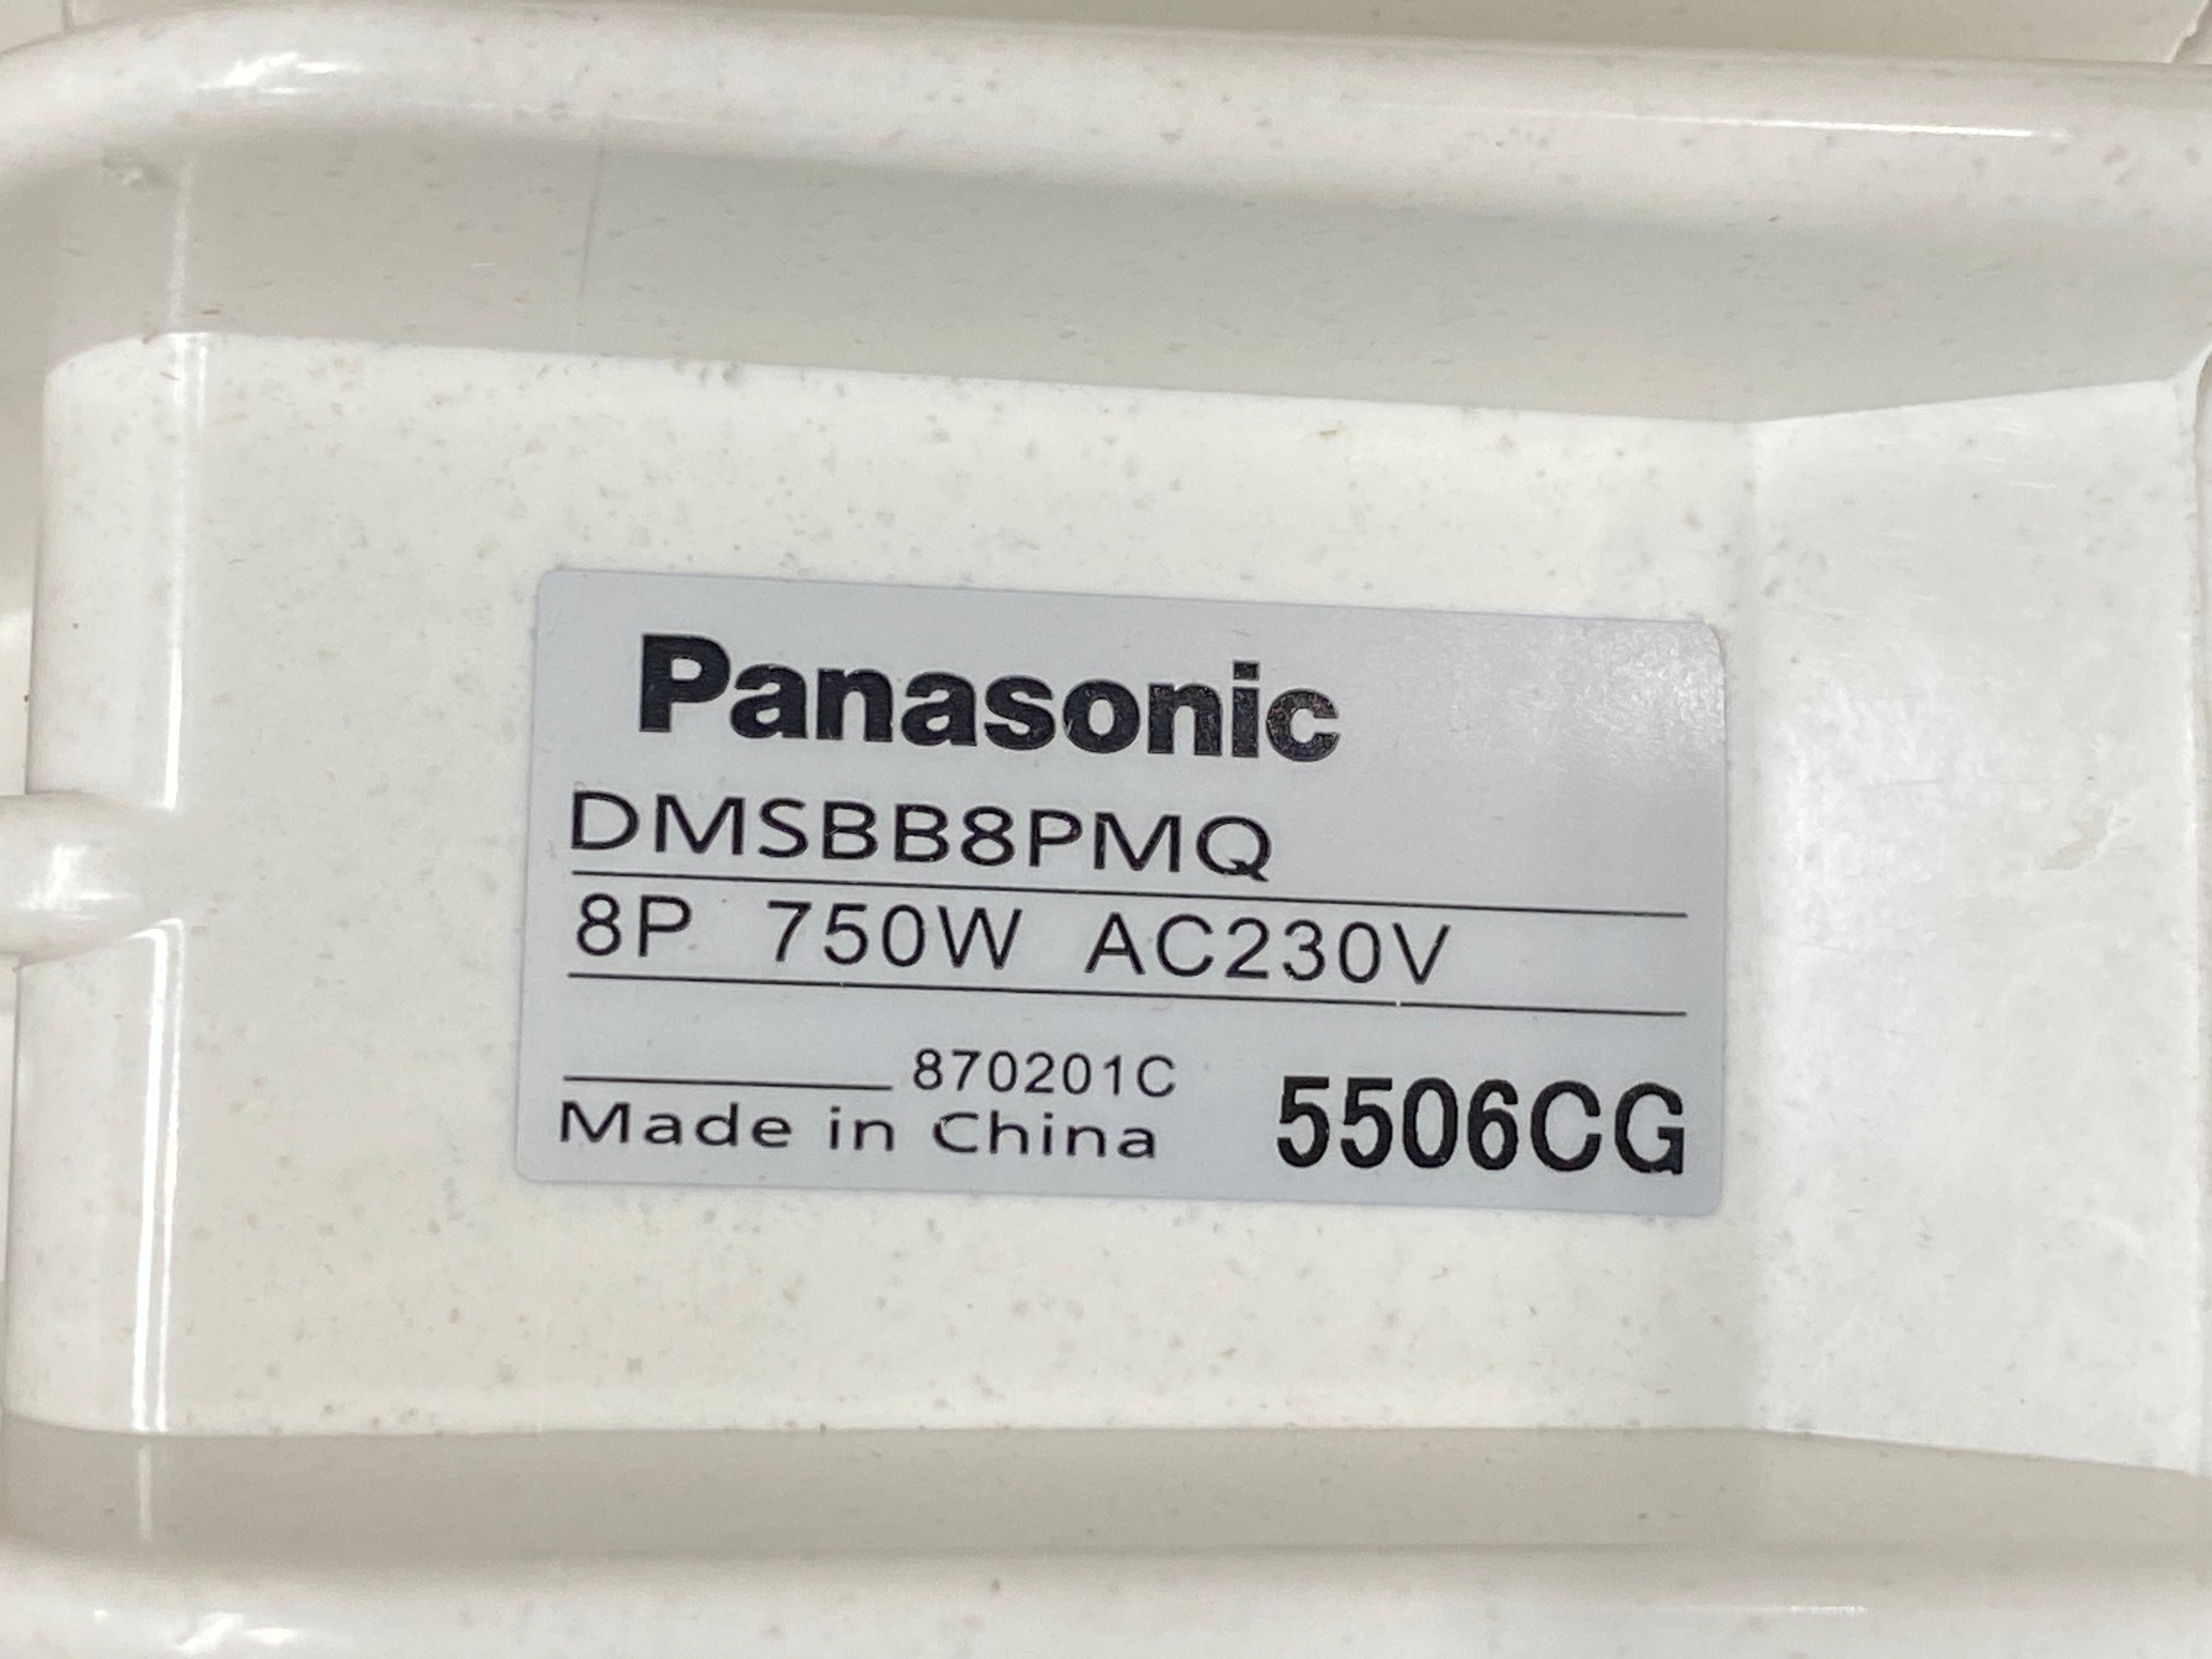 Panasonic
DMSBB8PMQ
8P 750W AC230V
870201C
Made in China 5506CG